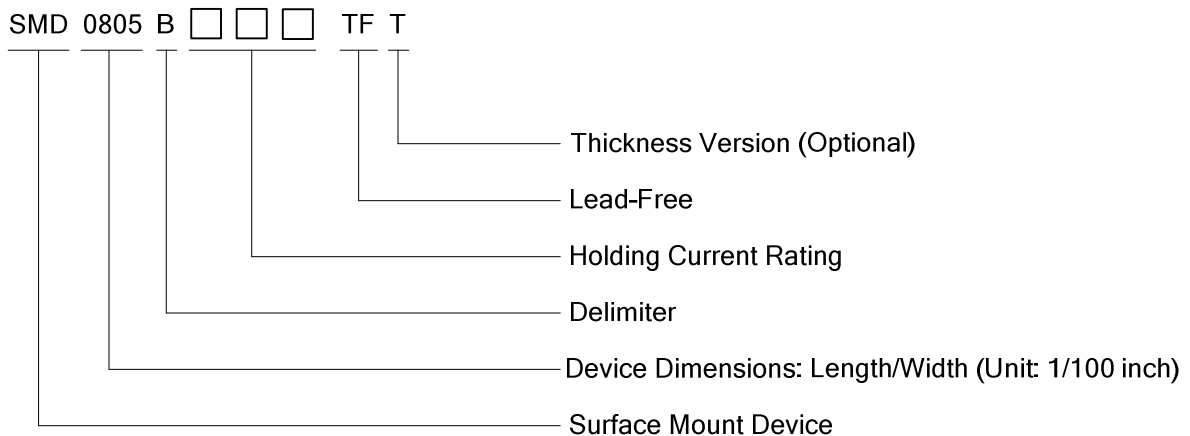 SMD 0805 B □ □ □ TF T
Thickness Version (Optional)
Lead-Free
Holding Current Rating
Delimiter
Device Dimensions: Length/Width (Unit: 1/100 inch)
Surface Mount Device